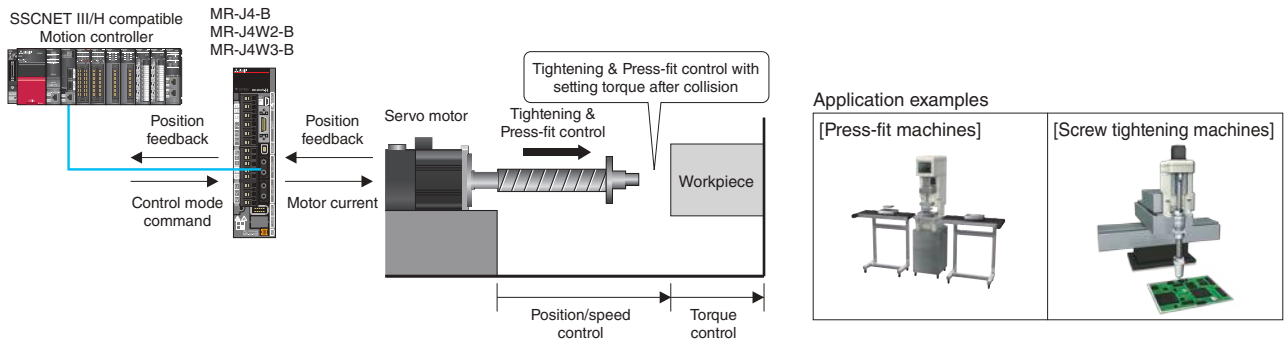 SSCNET III/H compatible
Motion controller
MR-J4-B
MR-J4W2-B
MR-J4W3-B
Position
feedback
Control mode
command
Position
feedback
Motor current
Servo motor
Tightening &
Press-fit control
Tightening & Press-fit control with
setting torque after collision
Workpiece
Position/speed
control
Torque
control
Application examples
[Press-fit machines]
[Screw tightening machines]